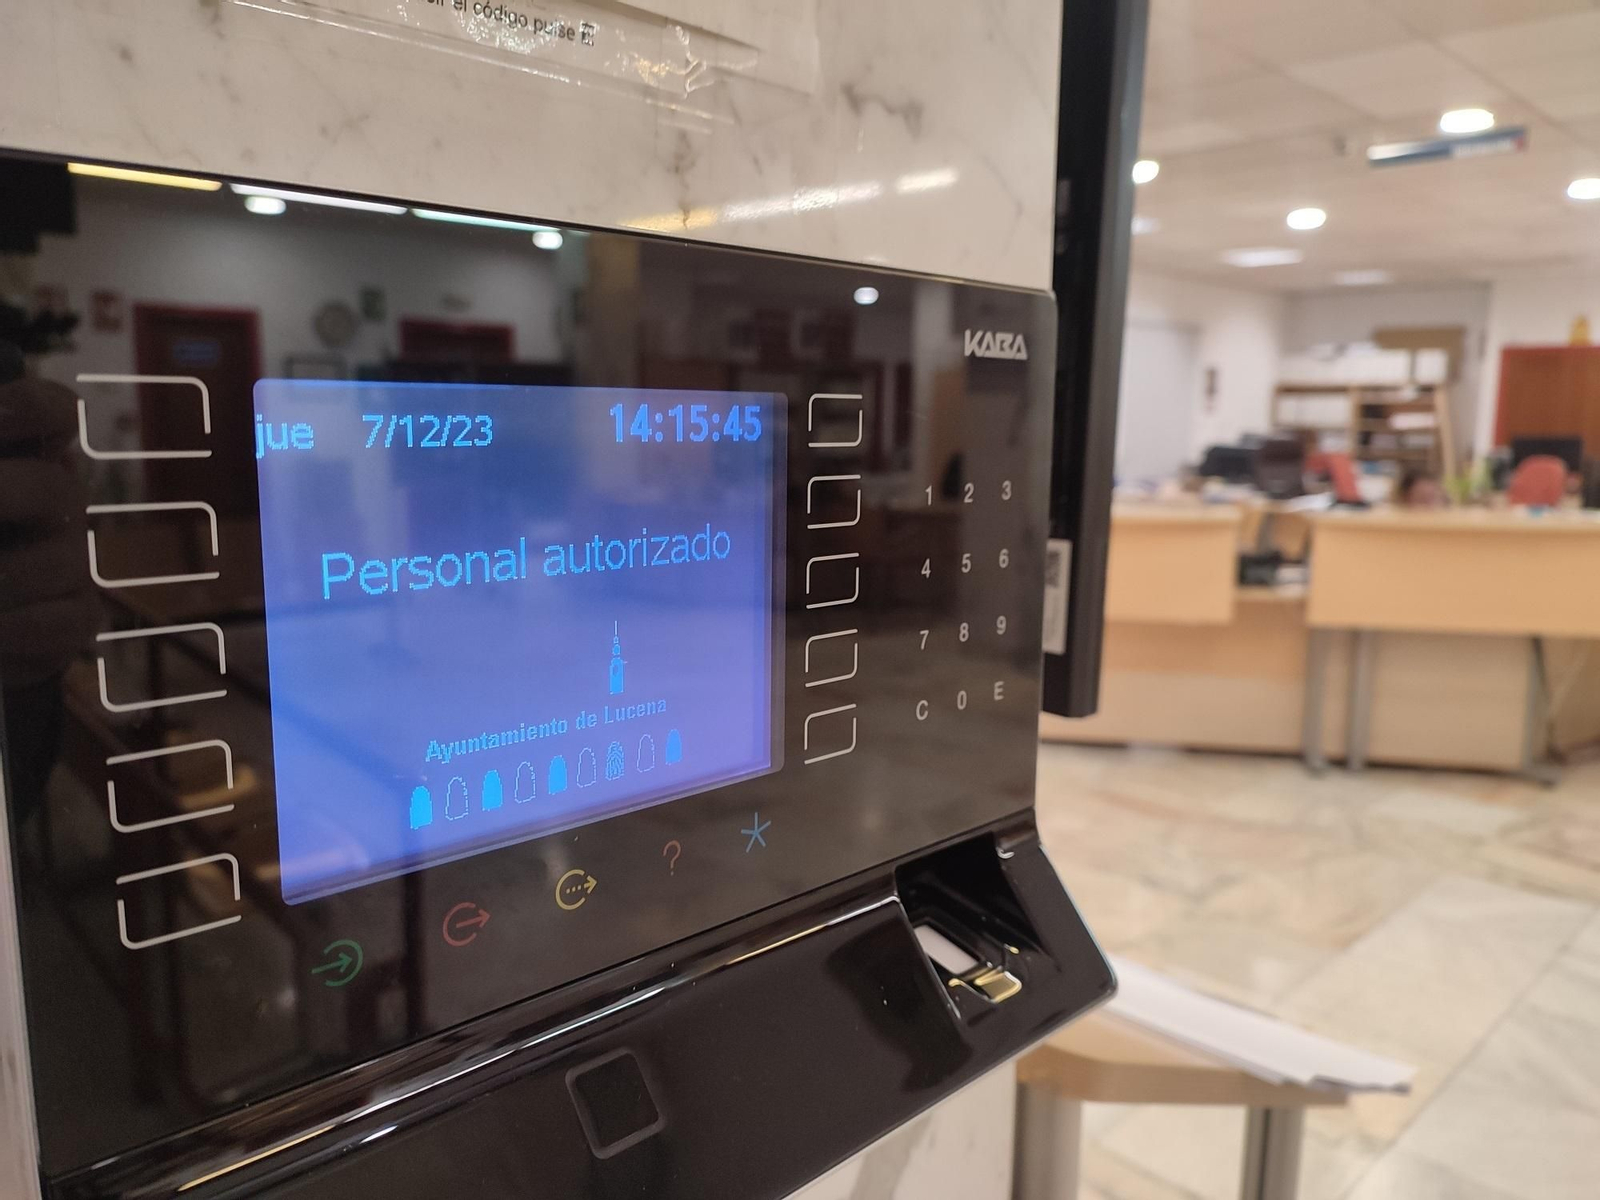 el código pulse
KABA
jue 7/12/23 14:15:45
Personal autorizado
Ayuntamiento de Lucena
1 2 3
4 5 6
7 8 9
C 0 E
?